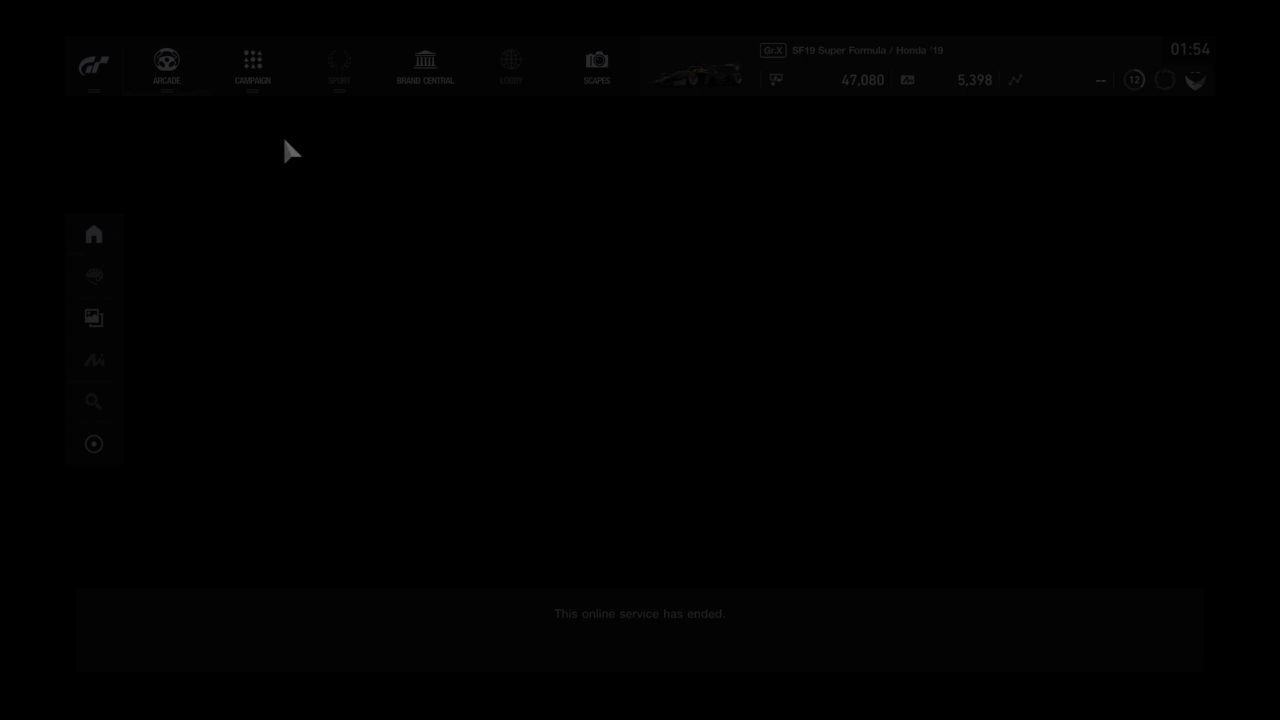 ARCADE
CAMPAIGN
SPORT
BRAND CENTRAL
LOBBY
SCAPES
Gr.X SF19 Super Formula / Honda '19
01:54
47,080
5,398
--
12
This online service has ended.